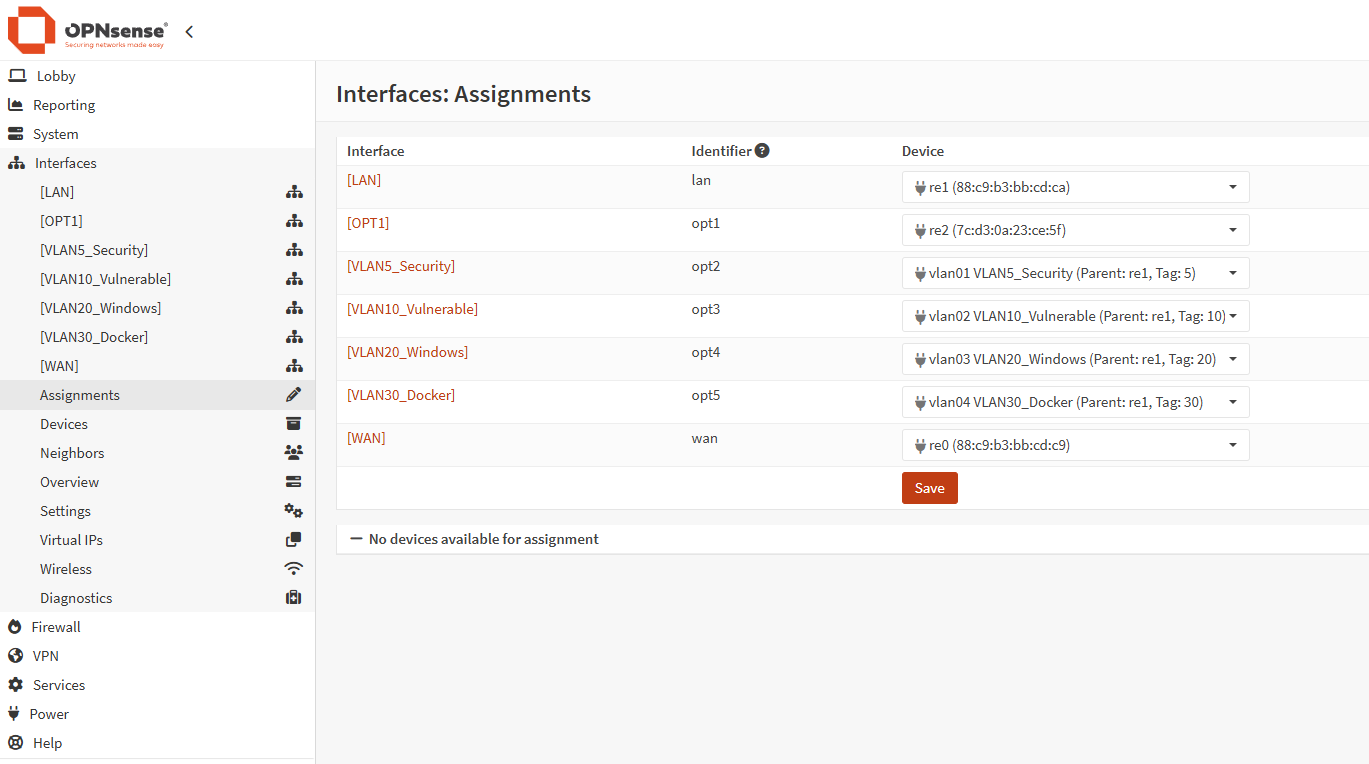 OPNsense®
Securing networks made easy
Lobby
Reporting
System
Interfaces
[LAN]
[OPT1]
[VLAN5_Security]
[VLAN10_Vulnerable]
[VLAN20_Windows]
[VLAN30_Docker]
[WAN]
Assignments
Devices
Neighbors
Overview
Settings
Virtual IPs
Wireless
Diagnostics
Firewall
VPN
Services
Power
Help
Interfaces: Assignments
Interface Identifier Device
[LAN] lan re1 (88:c9:b3:bb:cd:ca)
[OPT1] opt1 re2 (7c:d3:0a:23:ce:5f)
[VLAN5_Security] opt2 vlan01 VLAN5_Security (Parent: re1, Tag: 5)
[VLAN10_Vulnerable] opt3 vlan02 VLAN10_Vulnerable (Parent: re1, Tag: 10)
[VLAN20_Windows] opt4 vlan03 VLAN20_Windows (Parent: re1, Tag: 20)
[VLAN30_Docker] opt5 vlan04 VLAN30_Docker (Parent: re1, Tag: 30)
[WAN] wan re0 (88:c9:b3:bb:cd:c9)
Save
No devices available for assignment